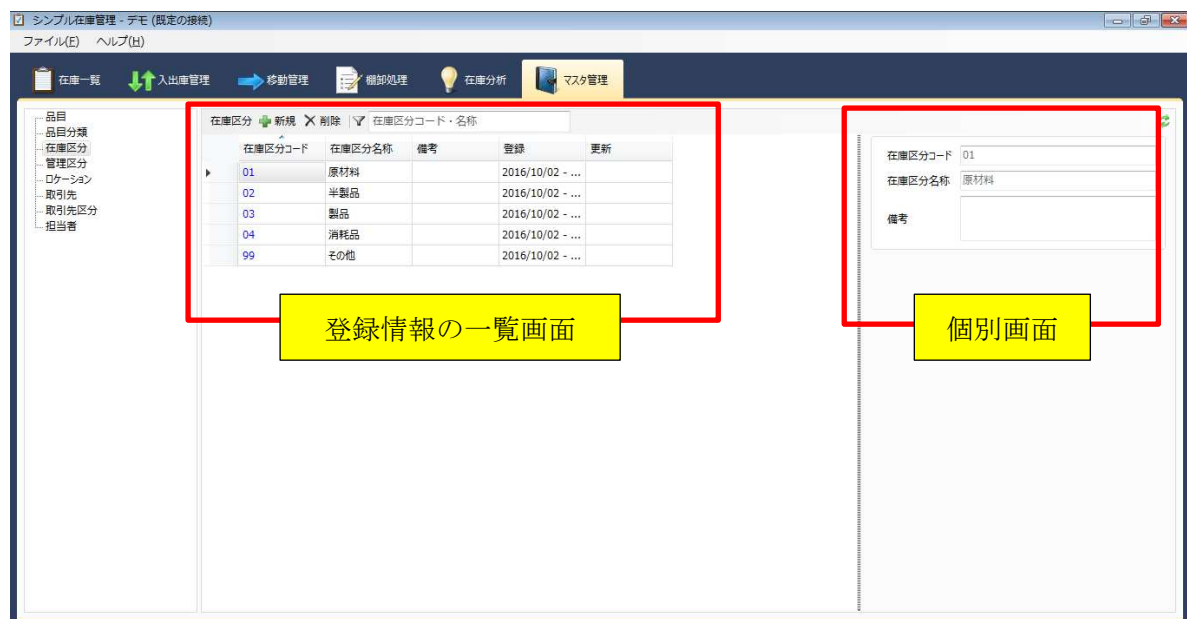 シンプル在庫管理 - デモ (既定の接続)
ファイル(F) ヘルプ(H)
在庫一覧 入出庫管理 移動管理 棚卸処理 在庫分析 マスタ管理
品目
品目分類
在庫区分
管理区分
ロケーション
取引先
取引先区分
担当者
在庫区分 新規 削除 在庫区分コード・名称
在庫区分コード 在庫区分名称 備考 登録 更新
01 原材料 2016/10/02 - ...
02 半製品 2016/10/02 - ...
03 製品 2016/10/02 - ...
04 消耗品 2016/10/02 - ...
99 その他 2016/10/02 - ...
登録情報の一覧画面
在庫区分コード 01
在庫区分名称 原材料
備考
個別画面